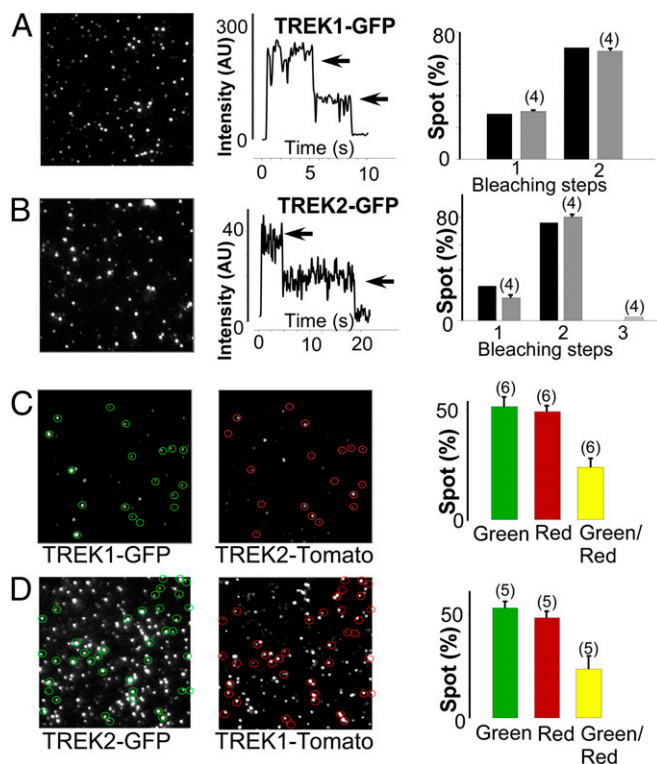 A
300
0
Intensity (AU)
TREK1-GFP
Time (s)
0 5 10
80
0
Spot (%)
(4)
(4)
1 2
Bleaching steps
B
40
0
Intensity (AU)
TREK2-GFP
Time (s)
0 10 20
80
0
Spot (%)
(4)
(4)
(4)
1 2 3
Bleaching steps
C
TREK1-GFP
TREK2-Tomato
50
0
Spot (%)
(6)
(6)
(6)
Green Red Green/
Red
D
TREK2-GFP
TREK1-Tomato
50
0
Spot (%)
(5)
(5)
(5)
Green Red Green/
Red